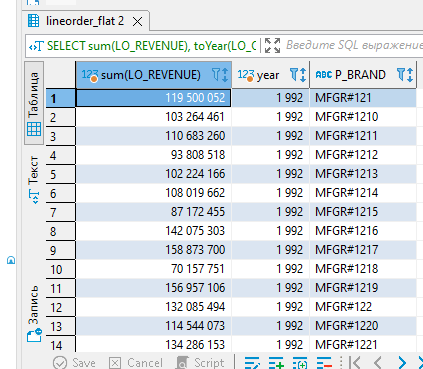 lineorder_flat 2
SELECT sum(LO_REVENUE), toYear(LO_C Введите SQL выражение
Таблица
Текст
Запись
123 sum(LO_REVENUE) 123 year ABC P_BRAND
1 119 500 052 1 992 MFGR#121
2 103 264 461 1 992 MFGR#1210
3 110 683 260 1 992 MFGR#1211
4 93 808 518 1 992 MFGR#1212
5 102 224 166 1 992 MFGR#1213
6 108 019 662 1 992 MFGR#1214
7 87 172 455 1 992 MFGR#1215
8 142 075 303 1 992 MFGR#1216
9 158 873 700 1 992 MFGR#1217
10 70 157 751 1 992 MFGR#1218
11 156 957 106 1 992 MFGR#1219
12 132 085 494 1 992 MFGR#122
13 114 544 073 1 992 MFGR#1220
14 134 286 153 1 992 MFGR#1221
Save Cancel Script